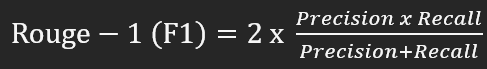 Rouge − 1 (F1) = 2 x Precision x Recall / Precision+Recall